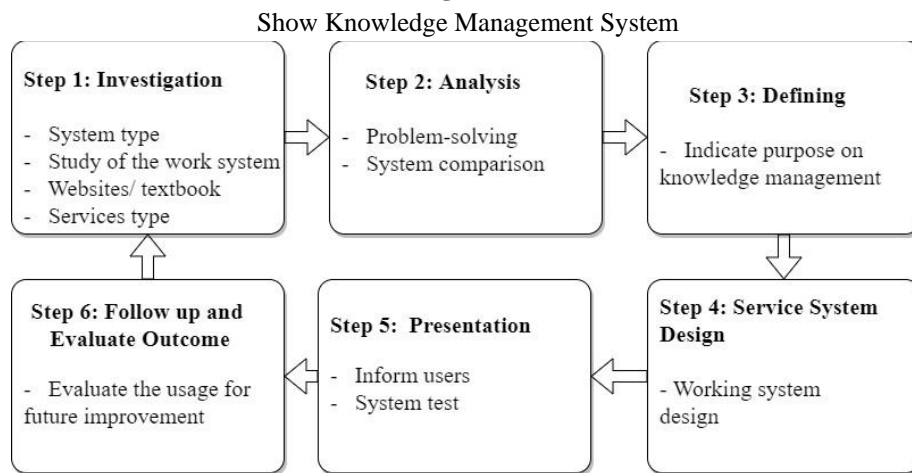 Show Knowledge Management System
Step 1: Investigation
- System type
- Study of the work system
- Websites/ textbook
- Services type
Step 2: Analysis
- Problem-solving
- System comparison
Step 3: Defining
- Indicate purpose on
knowledge management
Step 4: Service System
Design
- Working system
design
Step 5: Presentation
- Inform users
- System test
Step 6: Follow up and
Evaluate Outcome
- Evaluate the usage for
future improvement